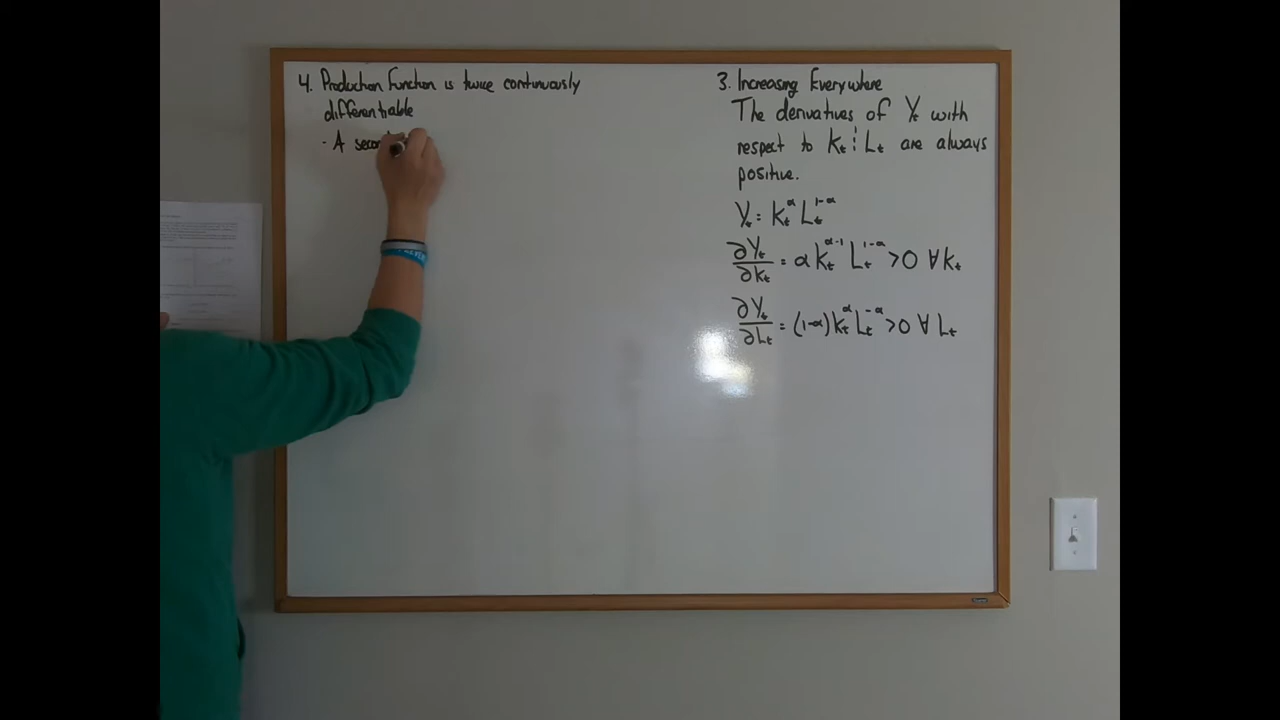 4. Production Function is twice continuously
differentiable
- A
3. Increasing Everywhere
The derivatives of Yₜ with
respect to Kₜ ⋮ Lₜ are always
positive.
Yₜ = Kₜ^α Lₜ^(1-α)
∂Yₜ/∂Kₜ = αKₜ^(α-1) Lₜ^(1-α) > 0 ∀ Kₜ
∂Yₜ/∂Lₜ = (1-α)Kₜ^α Lₜ^(-α) > 0 ∀ Lₜ